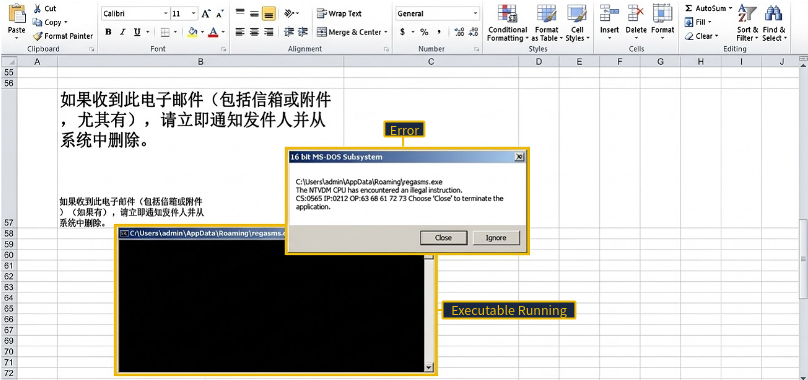 Cut
Copy
Format Painter
Paste
Clipboard
Calibri
11
B I U
Font
Wrap Text
Merge & Center
Alignment
General
$ % ,
Number
Conditional Formatting
Format as Table
Cell Styles
Styles
Insert
Delete
Format
Cells
Σ AutoSum
Fill
Clear
Sort & Filter
Find & Select
Editing
A B C D E F G H I J
55
56
如果收到此电子邮件（包括信箱或附件
，尤其有），请立即通知发件人并从
系统中删除。
Error
16 bit MS-DOS Subsystem
C:\Users\admin\AppData\Roaming\regasms.exe
The NTVDM CPU has encountered an illegal instruction.
CS:0565 IP:0212 OP:63 68 61 72 73 Choose 'Close' to terminate the
application.
Close
Ignore
如果收到此电子邮件（包括信箱或附件
）（如果有），请立即通知发件人并从
系统中删除。
57
58
C:\Users\admin\AppData\Roaming\regasms.e
59
60
61
62
63
64
65
Executable Running
66
67
68
69
70
71
72